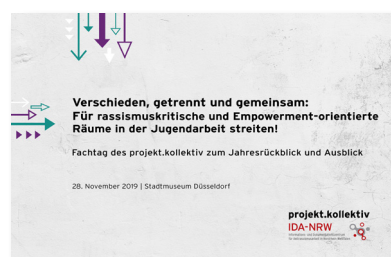 Verschieden, getrennt und gemeinsam:
Für rassismuskritische und Empowerment-orientierte
Räume in der Jugendarbeit streiten!
Fachtag des projekt.kollektiv zum Jahresrückblick und Ausblick
28. November 2019 | Stadtmuseum Düsseldorf
projekt.kollektiv
IDA-NRW